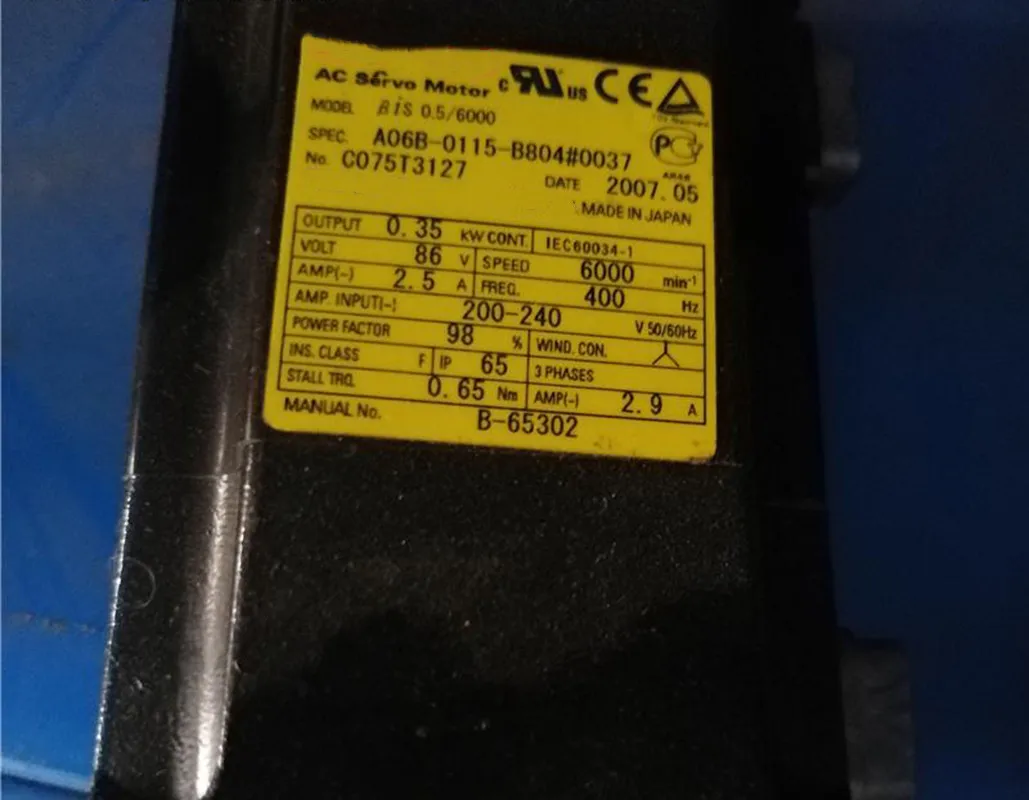 AC Servo Motor c RU US CE
MODEL βiS 0.5/6000
SPEC. A06B-0115-B804#0037
No. C075T3127
DATE 2007.05
MADE IN JAPAN
OUTPUT 0.35 kW CONT. IEC60034-1
VOLT 86 V SPEED 6000 min-1
AMP(~) 2.5 A FREQ. 400 Hz
AMP. INPUT(~) 200-240 V 50/60Hz
POWER FACTOR 98 % WIND. CON.
INS. CLASS F IP 65 3 PHASES
STALL TRQ. 0.65 Nm AMP(~) 2.9 A
MANUAL No. B-65302